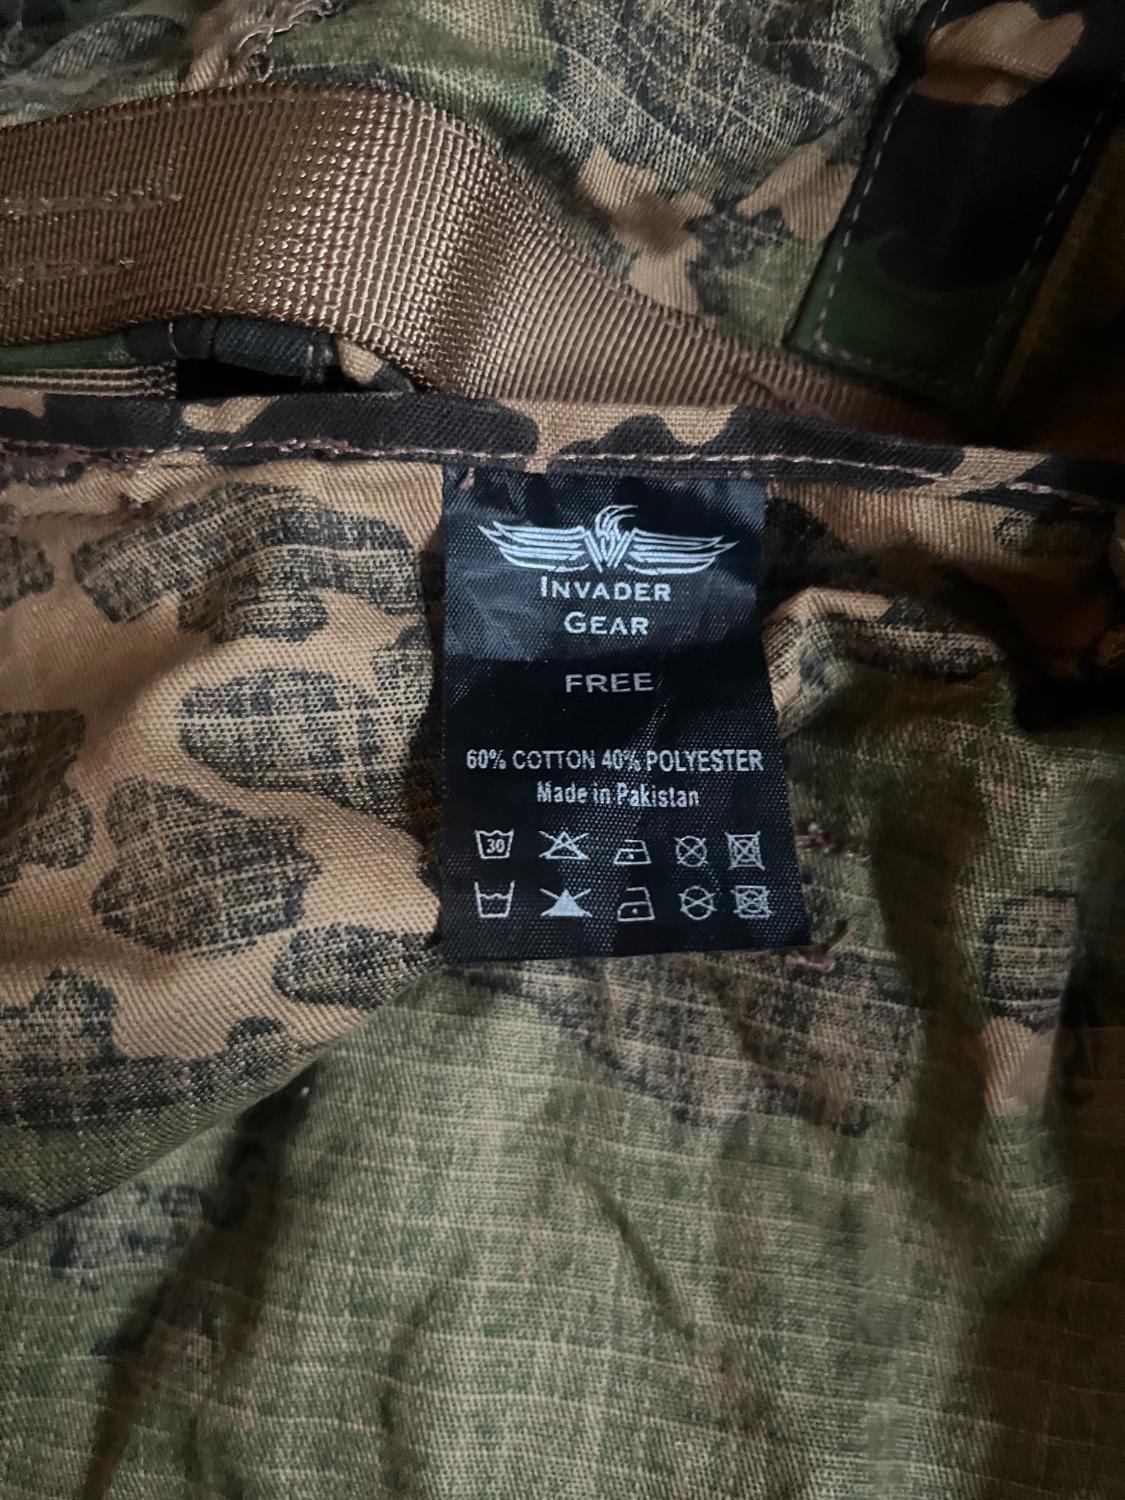 INVADER
GEAR
FREE
60% COTTON 40% POLYESTER
Made in Pakistan
30